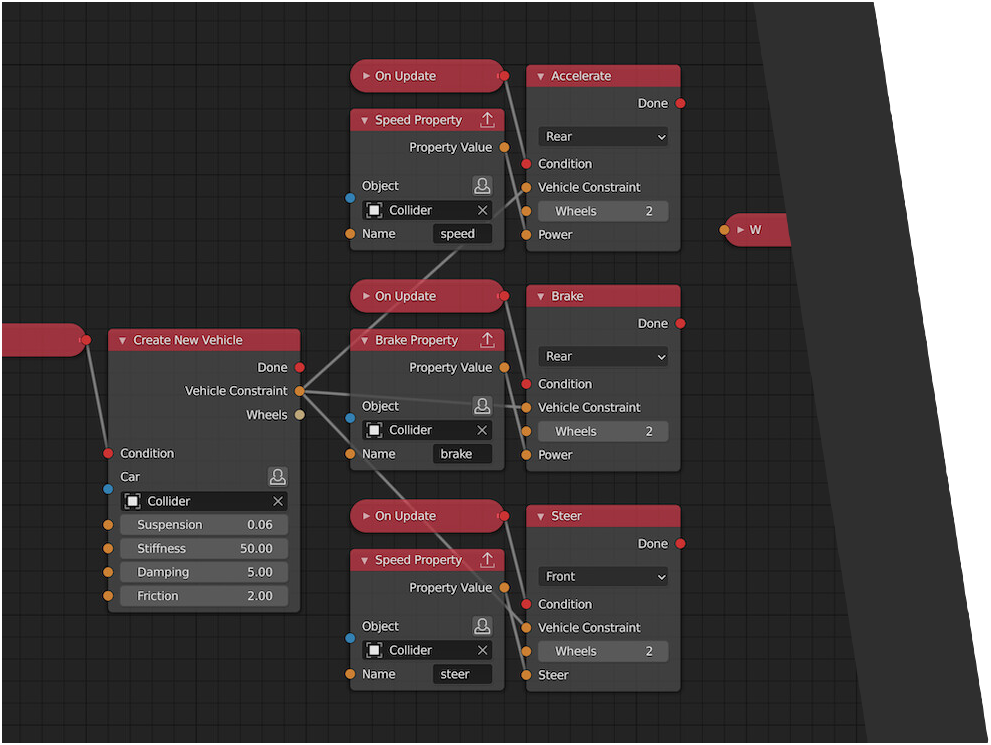 On Update
Accelerate
Done
Speed Property
Property Value
Rear
Object
Condition
Vehicle Constraint
Collider
Wheels 2
Name speed
Power
W
On Update
Brake
Done
Brake Property
Property Value
Rear
Object
Condition
Vehicle Constraint
Collider
Wheels 2
Name brake
Power
Create New Vehicle
Done
Vehicle Constraint
Wheels
Condition
Car
Collider
Suspension 0.06
Stiffness 50.00
Damping 5.00
Friction 2.00
On Update
Steer
Done
Speed Property
Property Value
Front
Object
Condition
Vehicle Constraint
Collider
Wheels 2
Name steer
Steer